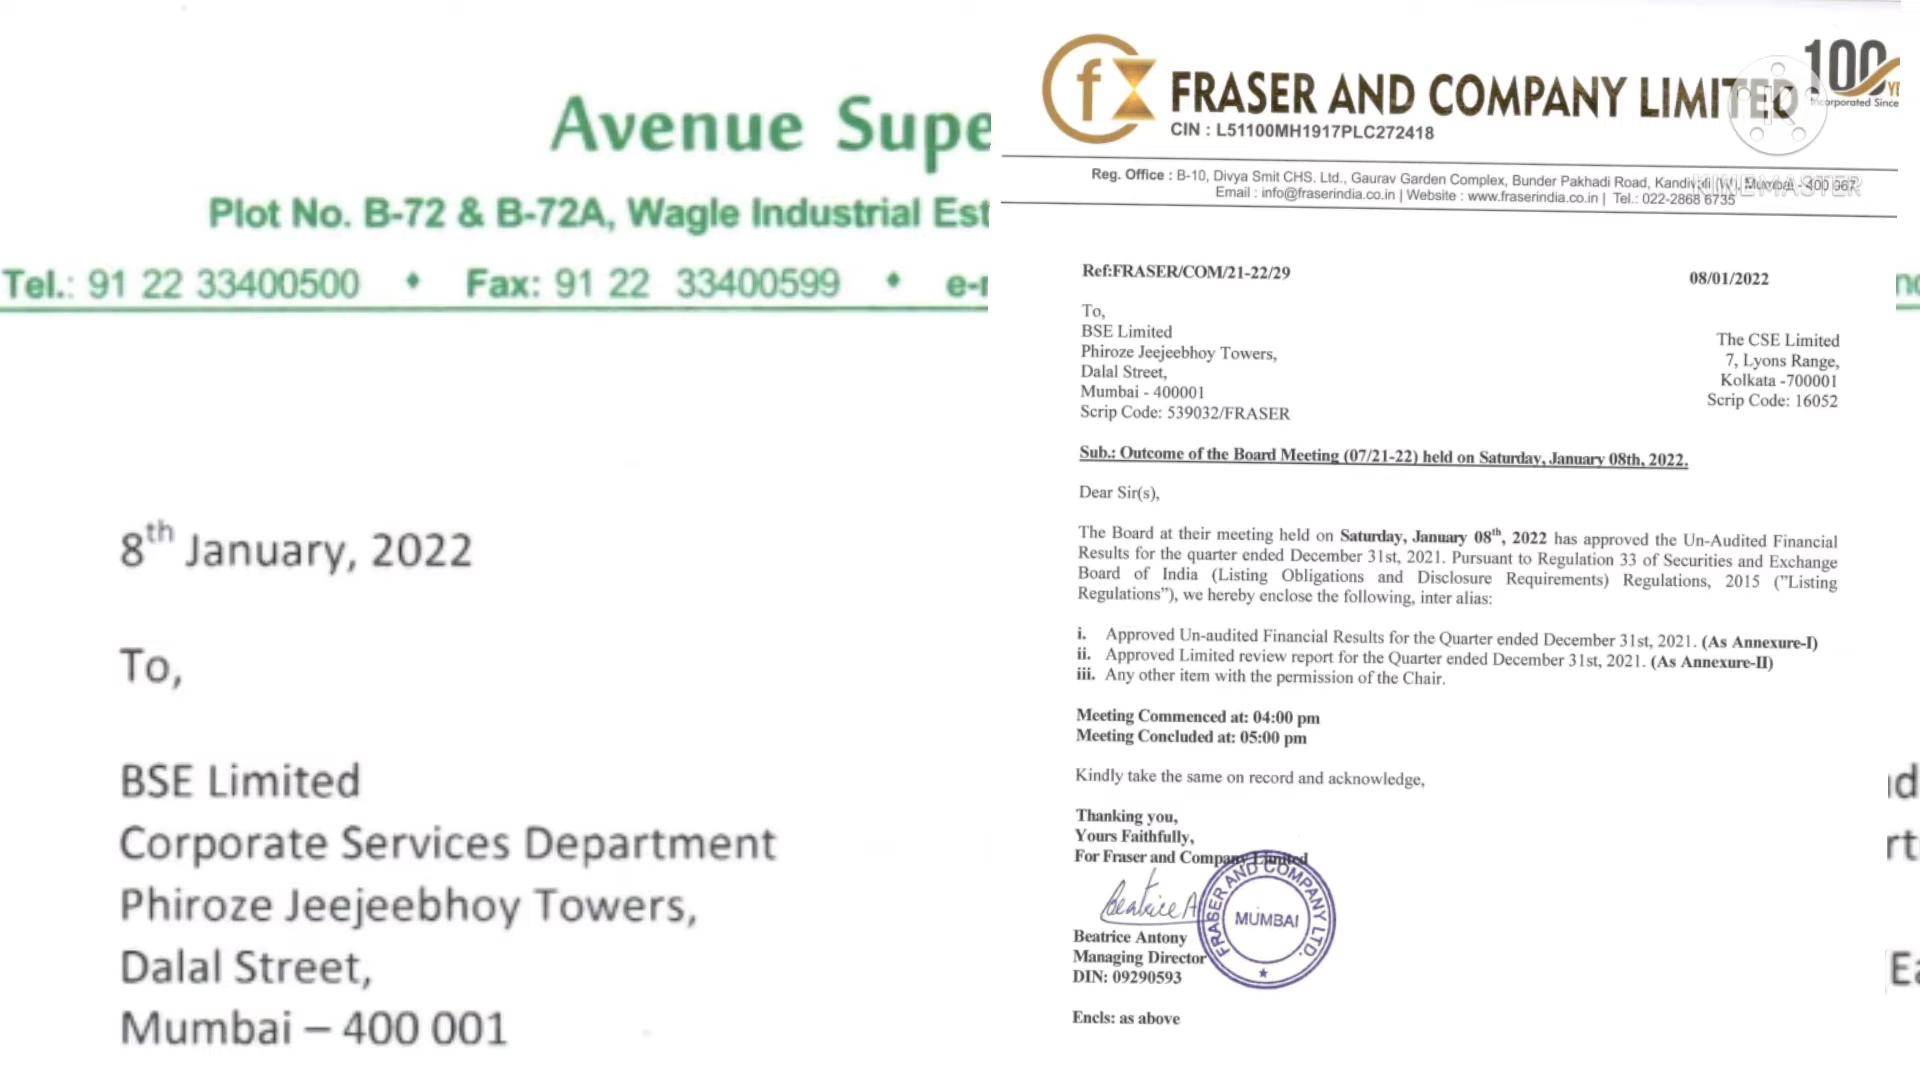 Avenue Supe
Plot No. B-72 & B-72A, Wagle Industrial Est
Tel.: 91 22 33400500 ♦ Fax: 91 22 33400599 ♦
8th January, 2022
To,
BSE Limited
Corporate Services Department
Phiroze Jeejeebhoy Towers,
Dalal Street,
Mumbai – 400 001
f
FRASER AND COMPANY LIMITED
100
Incorporated Since
CIN : L51100MH1917PLC272418
Reg. Office : B-10, Divya Smit CHS. Ltd., Gaurav Garden Complex, Bunder Pakhadi Road, Kandivali (W), Mumbai - 400 067
Email : info@fraserindia.co.in | Website : www.fraserindia.co.in | Tel.: 022-2868 6735
KINEMASTER
Ref:FRASER/COM/21-22/29
08/01/2022
To,
BSE Limited
Phiroze Jeejeebhoy Towers,
Dalal Street,
Mumbai - 400001
Scrip Code: 539032/FRASER
The CSE Limited
7, Lyons Range,
Kolkata -700001
Scrip Code: 16052
Sub.: Outcome of the Board Meeting (07/21-22) held on Saturday, January 08th, 2022.
Dear Sir(s),
The Board at their meeting held on Saturday, January 08th, 2022 has approved the Un-Audited Financial
Results for the quarter ended December 31st, 2021. Pursuant to Regulation 33 of Securities and Exchange
Board of India (Listing Obligations and Disclosure Requirements) Regulations, 2015 ("Listing
Regulations"), we hereby enclose the following, inter alias:
i. Approved Un-audited Financial Results for the Quarter ended December 31st, 2021. (As Annexure-I)
ii. Approved Limited review report for the Quarter ended December 31st, 2021. (As Annexure-II)
iii. Any other item with the permission of the Chair.
Meeting Commenced at: 04:00 pm
Meeting Concluded at: 05:00 pm
Kindly take the same on record and acknowledge,
Thanking you,
Yours Faithfully,
For Fraser and Company Limited
Beatrice A
FRASER AND COMPANY LTD.
MUMBAI
Beatrice Antony
Managing Director
DIN: 09290593
Encls: as above